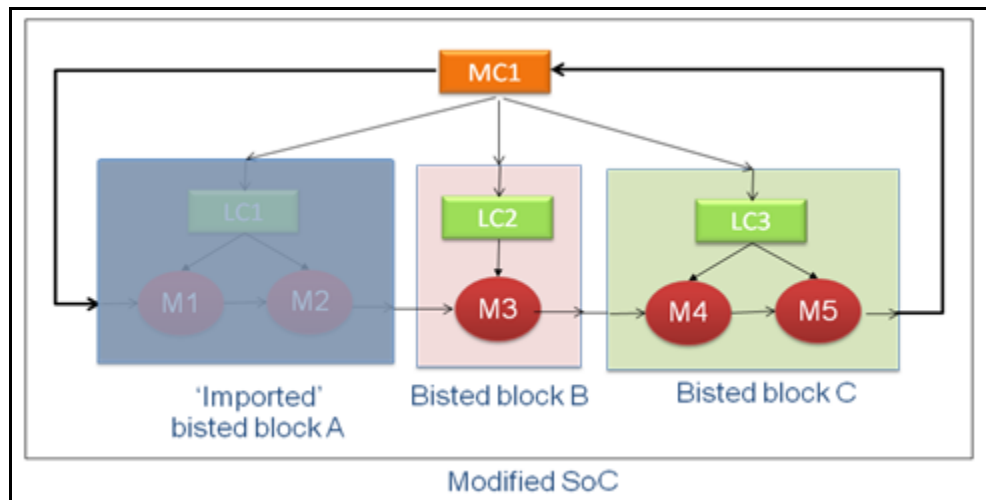 MC1
LC1
LC2
LC3
M1
M2
M3
M4
M5
‘Imported’
bisted block A
Bisted block B
Bisted block C
Modified SoC